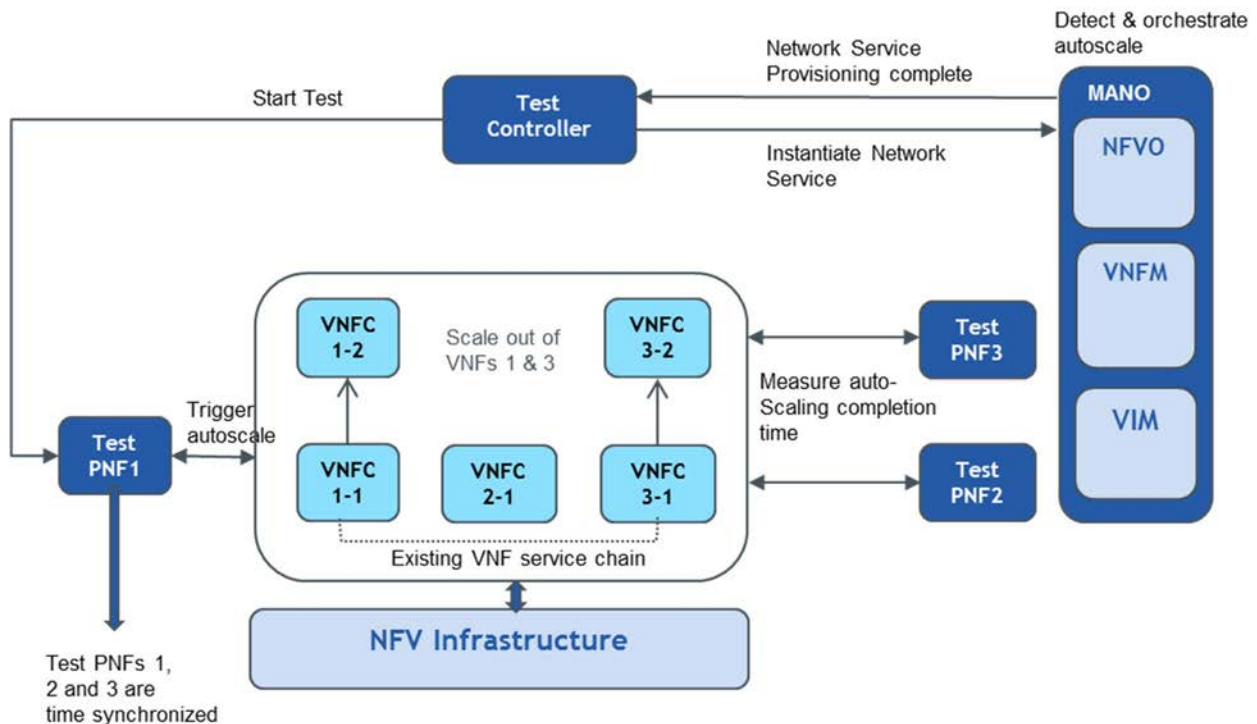 Detect & orchestrate
autoscale
Network Service
Provisioning complete
MANO
Start Test
Test
Controller
NFVO
Instantiate Network
Service
VNFM
VNFC
1-2
Scale out of
VNFs 1 & 3
VNFC
3-2
Test
PNF3
Measure auto-
Scaling completion
time
Trigger
autoscale
VIM
Test
PNF1
VNFC
1-1
VNFC
2-1
VNFC
3-1
Test
PNF2
Existing VNF service chain
NFV Infrastructure
Test PNFs 1,
2 and 3 are
time synchronized